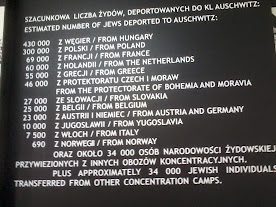 SZACUNKOWA LICZBA ŻYDÓW, DEPORTOWANYCH DO KL AUSCHWITZ:
ESTIMATED NUMBER OF JEWS DEPORTED TO AUSCHWITZ:
430 000 Z WĘGIER / FROM HUNGARY
300 000 Z POLSKI / FROM POLAND
69 000 Z FRANCJI / FROM FRANCE
60 000 Z HOLANDII / FROM THE NETHERLANDS
55 000 Z GRECJI / FROM GREECE
46 000 Z PROTEKTORATU CZECH I MORAW
/ FROM THE PROTECTORATE OF BOHEMIA AND MORAVIA
27 000 ZE SŁOWACJI / FROM SLOVAKIA
25 000 Z BELGII / FROM BELGIUM
23 000 Z AUSTRII I NIEMIEC / FROM AUSTRIA AND GERMANY
10 000 Z JUGOSŁAWII / FROM YUGOSLAVIA
7 500 Z WŁOCH / FROM ITALY
690 Z NORWEGII / FROM NORWAY
ORAZ OKOŁO 34 000 OSÓB NARODOWOŚCI ŻYDOWSKIEJ
PRZYWIEZIONYCH Z INNYCH OBOZÓW KONCENTRACYJNYCH.
PLUS APPROXIMATELY 34 000 JEWISH INDIVIDUALS
TRANSFERRED FROM OTHER CONCENTRATION CAMPS.